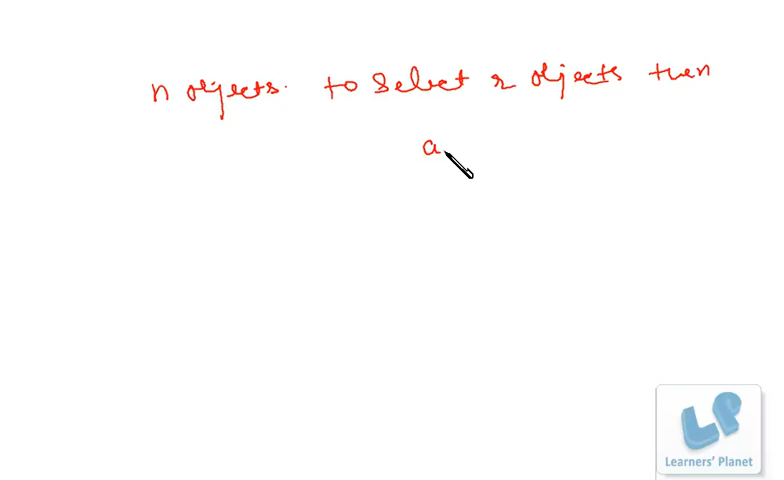 n objects. to select r objects then
a
LP
Learners' Planet